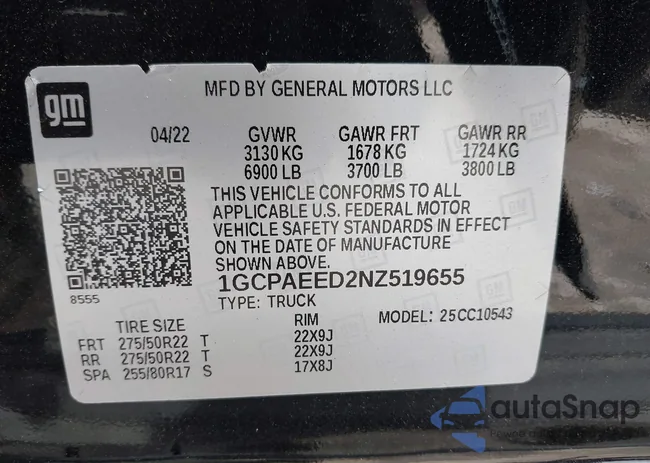 gm
MFD BY GENERAL MOTORS LLC
04/22 GVWR GAWR FRT GAWR RR
3130 KG 1678 KG 1724 KG
6900 LB 3700 LB 3800 LB
THIS VEHICLE CONFORMS TO ALL
APPLICABLE U.S. FEDERAL MOTOR
VEHICLE SAFETY STANDARDS IN EFFECT
ON THE DATE OF MANUFACTURE
SHOWN ABOVE.
1GCPAEED2NZ519655
8555
TYPE: TRUCK
TIRE SIZE RIM MODEL: 25CC10543
FRT 275/50R22 T 22X9J
RR 275/50R22 T 22X9J
SPA 255/80R17 S 17X8J
autaSnap